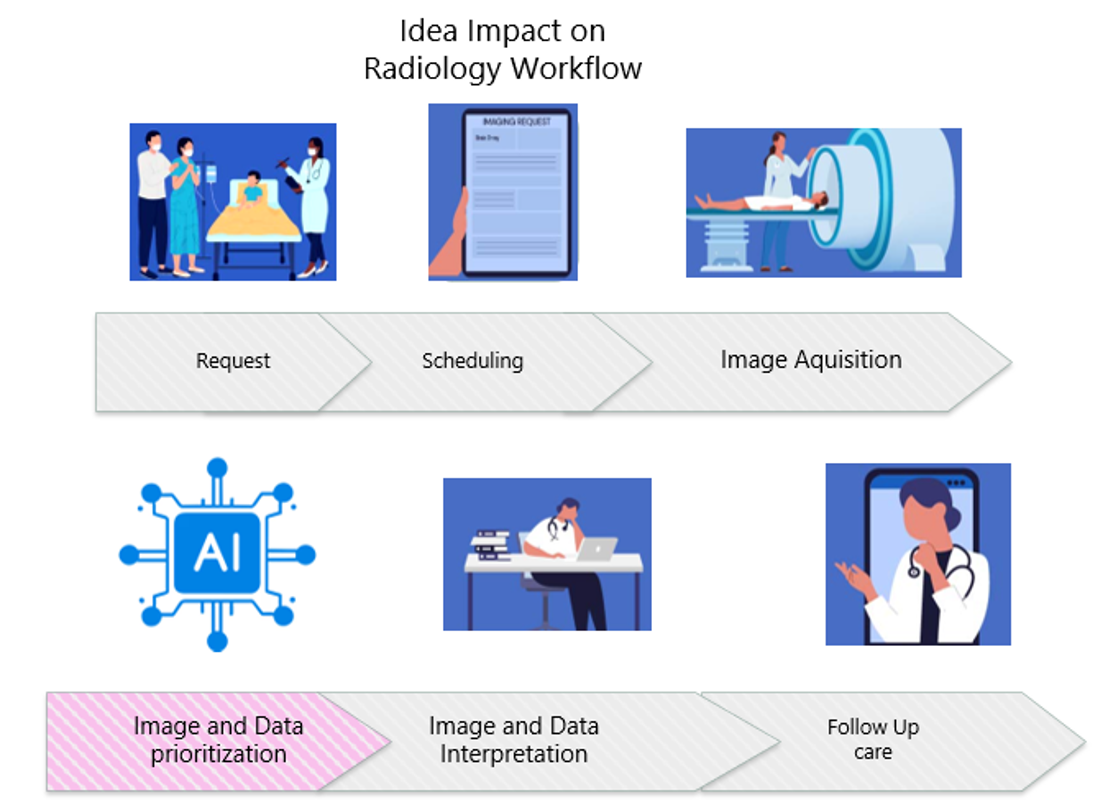 Idea Impact on
Radiology Workflow
IMAGING REQUEST
Request
Scheduling
Image Aquisition
AI
Image and Data
prioritization
Image and Data
Interpretation
Follow Up
care